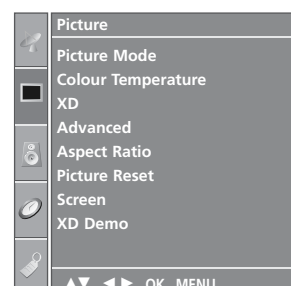 Picture
Picture Mode
Colour Temperature
XD
Advanced
Aspect Ratio
Picture Reset
Screen
XD Demo
▲▼ ◄► OK MENU